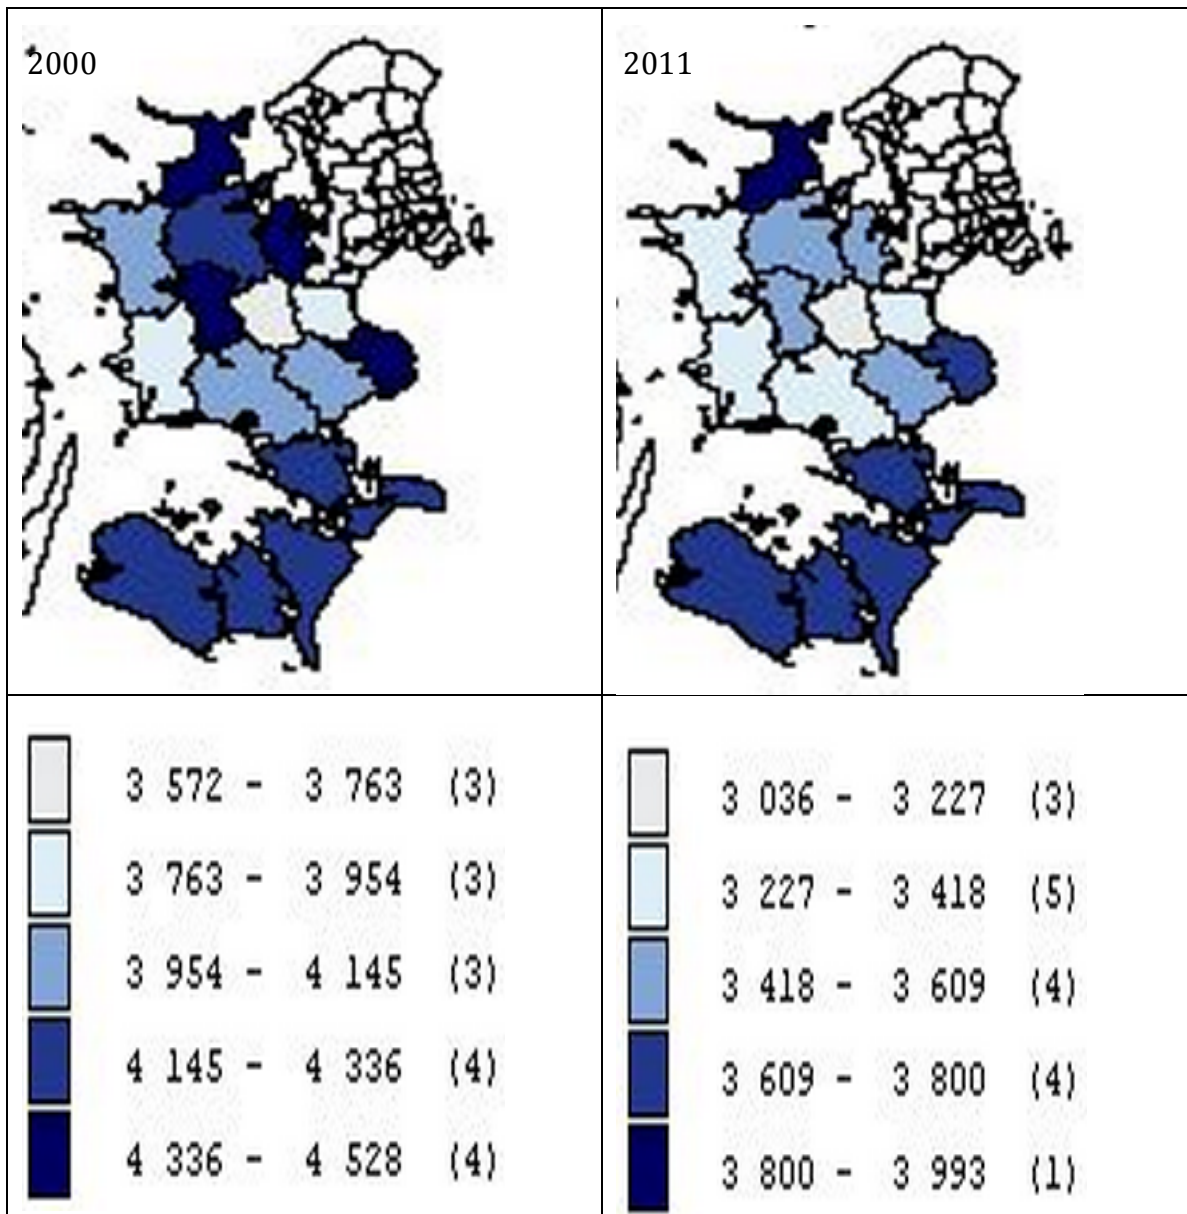 2000
2011
3 572 - 3 763 (3)
3 763 - 3 954 (3)
3 954 - 4 145 (3)
4 145 - 4 336 (4)
4 336 - 4 528 (4)
3 036 - 3 227 (3)
3 227 - 3 418 (5)
3 418 - 3 609 (4)
3 609 - 3 800 (4)
3 800 - 3 993 (1)